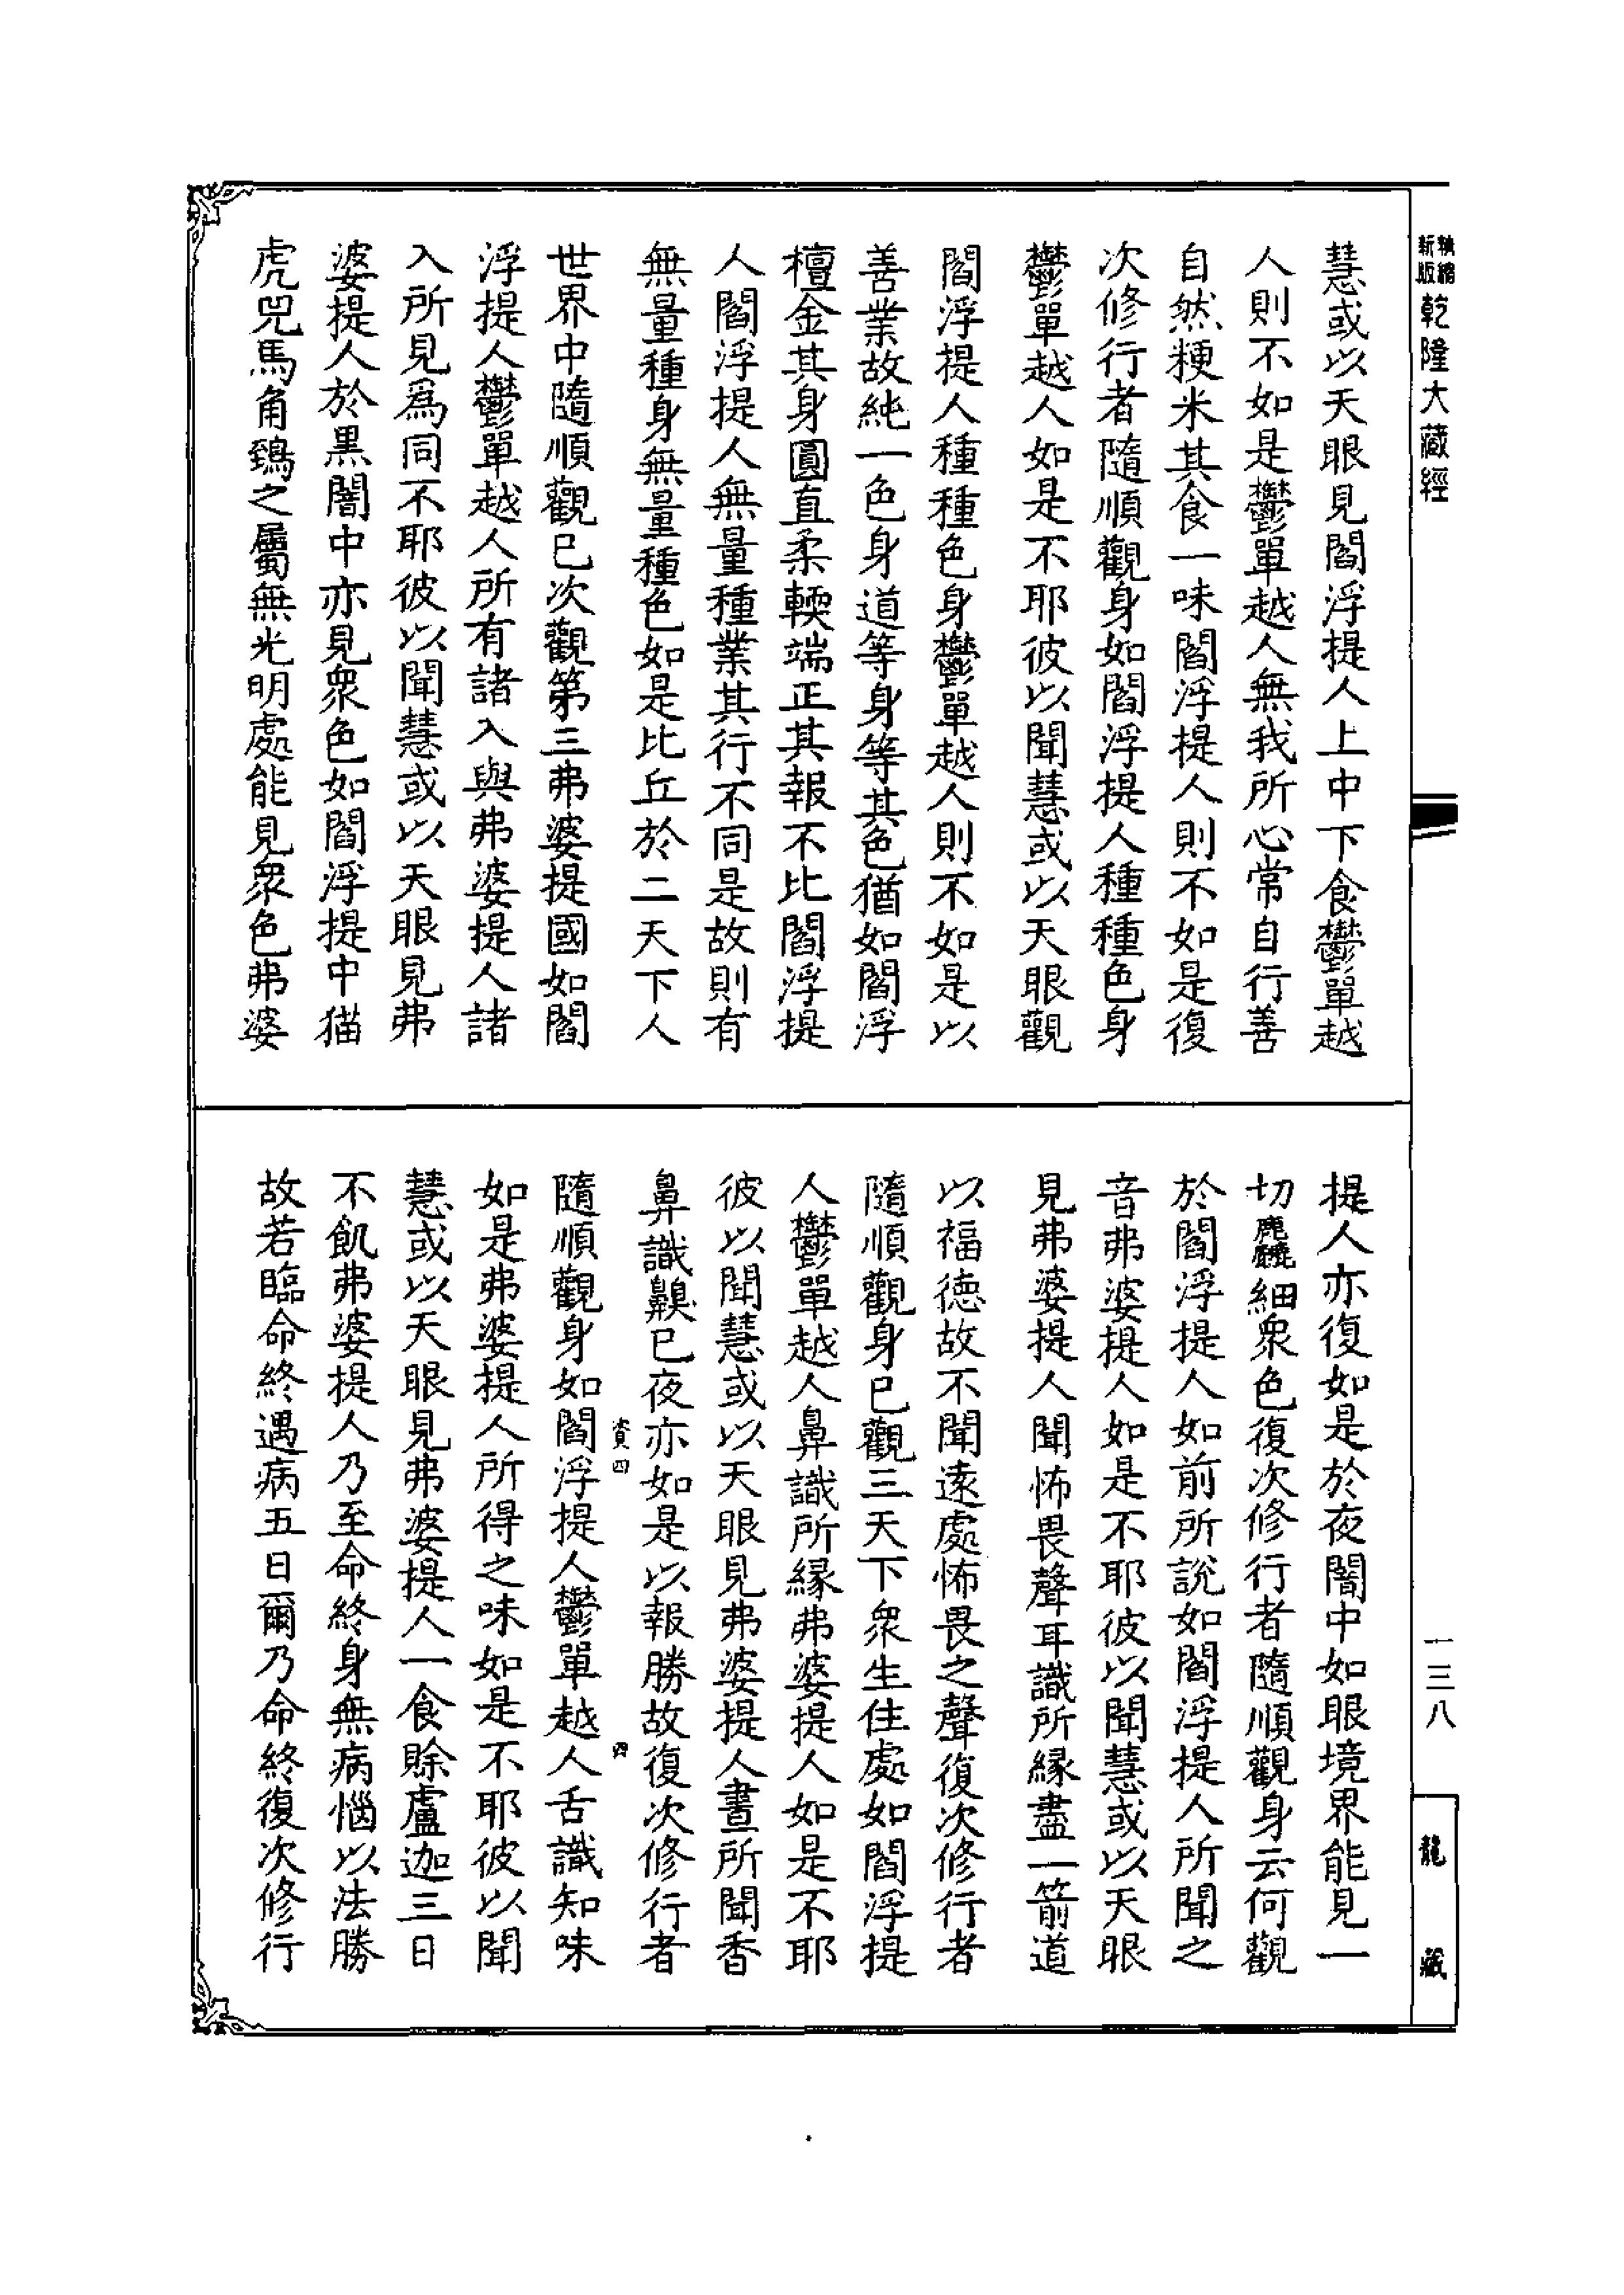 慧或以天眼見閻浮提人上中下食鬱單越
人則不如是鬱單越人無我所心常自行善
自然粳米其食一味閻浮提人則不如是復
次修行者隨順觀身如閻浮提人種種色身
鬱單越人如是不耶彼以聞慧或以天眼觀
閻浮提人種種色身鬱單越人則不如是以
善業故純一色身道等身等其色猶如閻浮
檀金其身圓直柔輭端正其報不比閻浮提
人閻浮提人無量種業其行不同是故則有
無量種身無量種色如是比丘於二天下人
世界中隨順觀已次觀第三弗婆提國如閻
浮提人鬱單越人所有諸入與弗婆提人諸
入所見爲同不耶彼以聞慧或以天眼見弗
婆提人於黑闇中亦見衆色如閻浮提中猫
虎兕馬角鵄之屬無光明處能見衆色弗婆
提人亦復如是於夜闇中如眼境界能見一
切麤細衆色復次修行者隨順觀身云何觀
於閻浮提人如前所說如閻浮提人所聞之
音弗婆提人如是不耶彼以聞慧或以天眼
見弗婆提人聞怖畏聲耳識所縁盡一箭道
以福德故不聞遠處怖畏之聲復次修行者
隨順觀身已觀三天下衆生住處如閻浮提
人鬱單越人鼻識所縁弗婆提人如是不耶
彼以聞慧或以天眼見弗婆提人晝所聞香
鼻識齅已夜亦如是以報勝故復次修行者
隨順觀身如閻浮提人鬱單越人舌識知味
如是弗婆提人所得之味如是不耶彼以聞
慧或以天眼見弗婆提人一食賖盧迦三日
不飢弗婆提人乃至命終身無病惱以法勝
故若臨命終遇病五日爾乃命終復次修行
新版
乾隆大藏經
一三八
龍藏